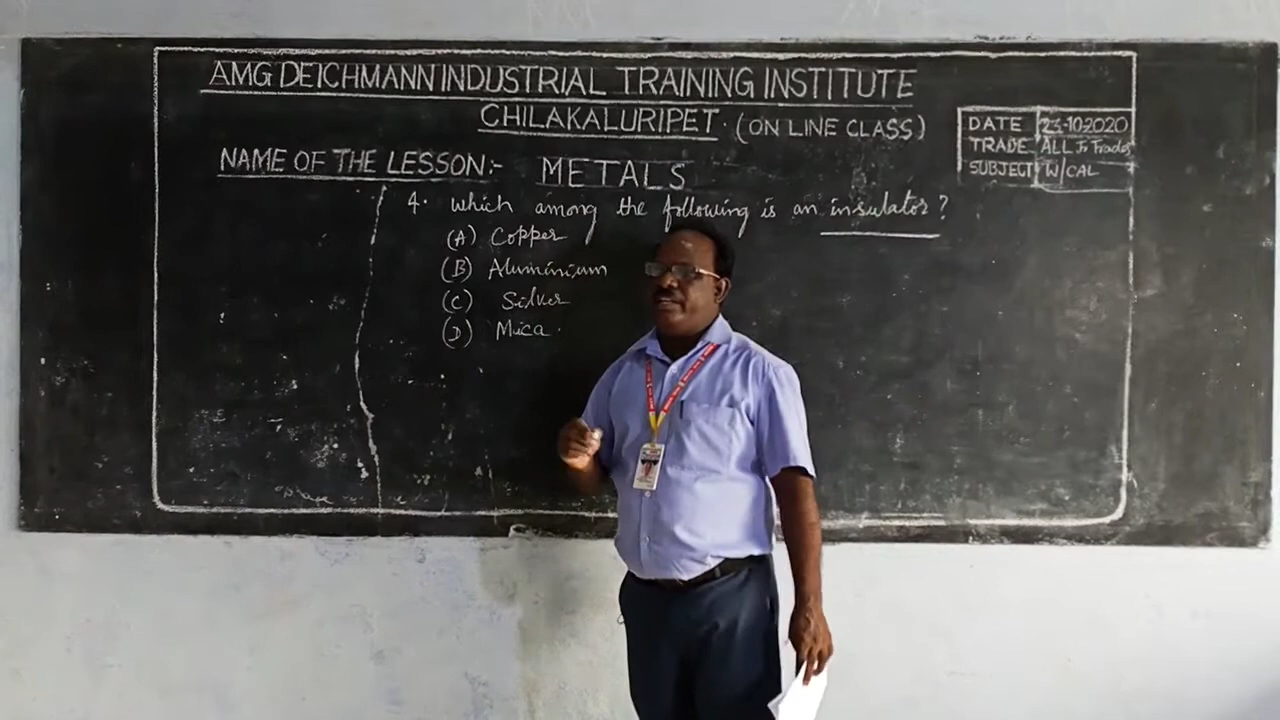 AMG DEICHMANN INDUSTRIAL TRAINING INSTITUTE
CHILAKALURIPET. (ON LINE CLASS)
DATE 23-10-2020
TRADE ALL Jr Trades
SUBJECT W/CAL
NAME OF THE LESSON:- METALS
4. which among the following is an insulator?
(A) Copper
(B) Aluminium
(C) Silver
(D) Mica.